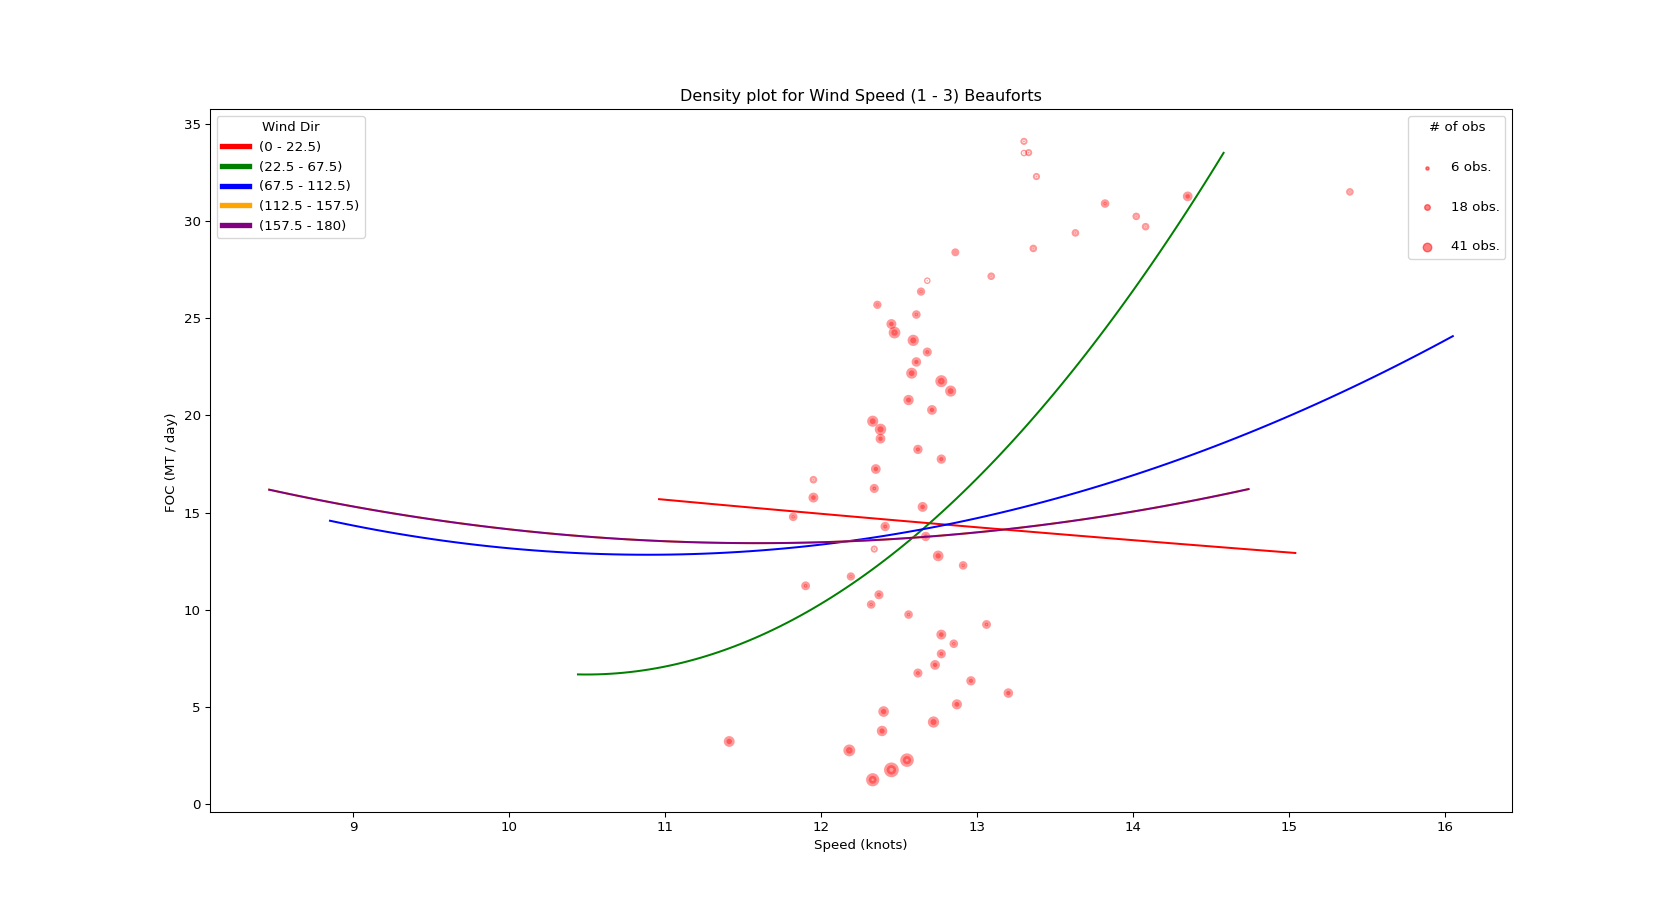 Density plot for Wind Speed (1 - 3) Beauforts
Wind Dir
(0 - 22.5)
(22.5 - 67.5)
(67.5 - 112.5)
(112.5 - 157.5)
(157.5 - 180)
# of obs
6 obs.
18 obs.
41 obs.
FOC (MT / day)
35
30
25
20
15
10
5
0
9 10 11 12 13 14 15 16
Speed (knots)